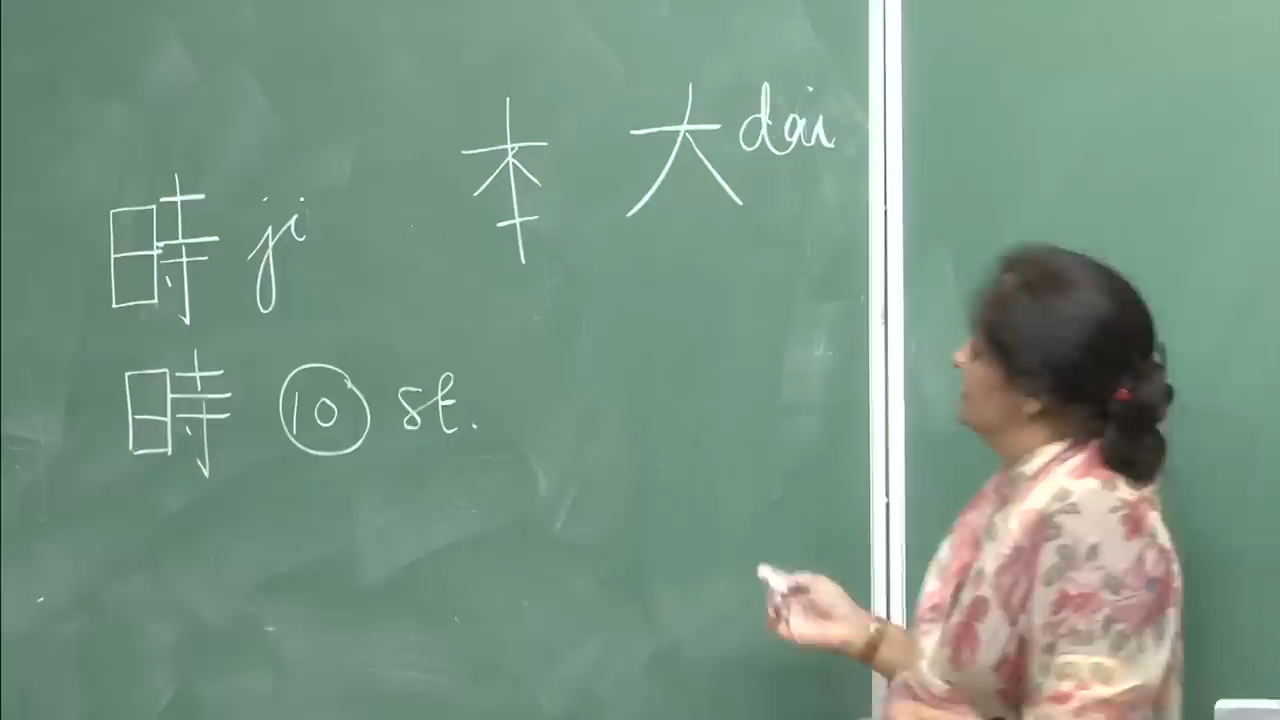 本 大 dai
時 ji
時 10 st.